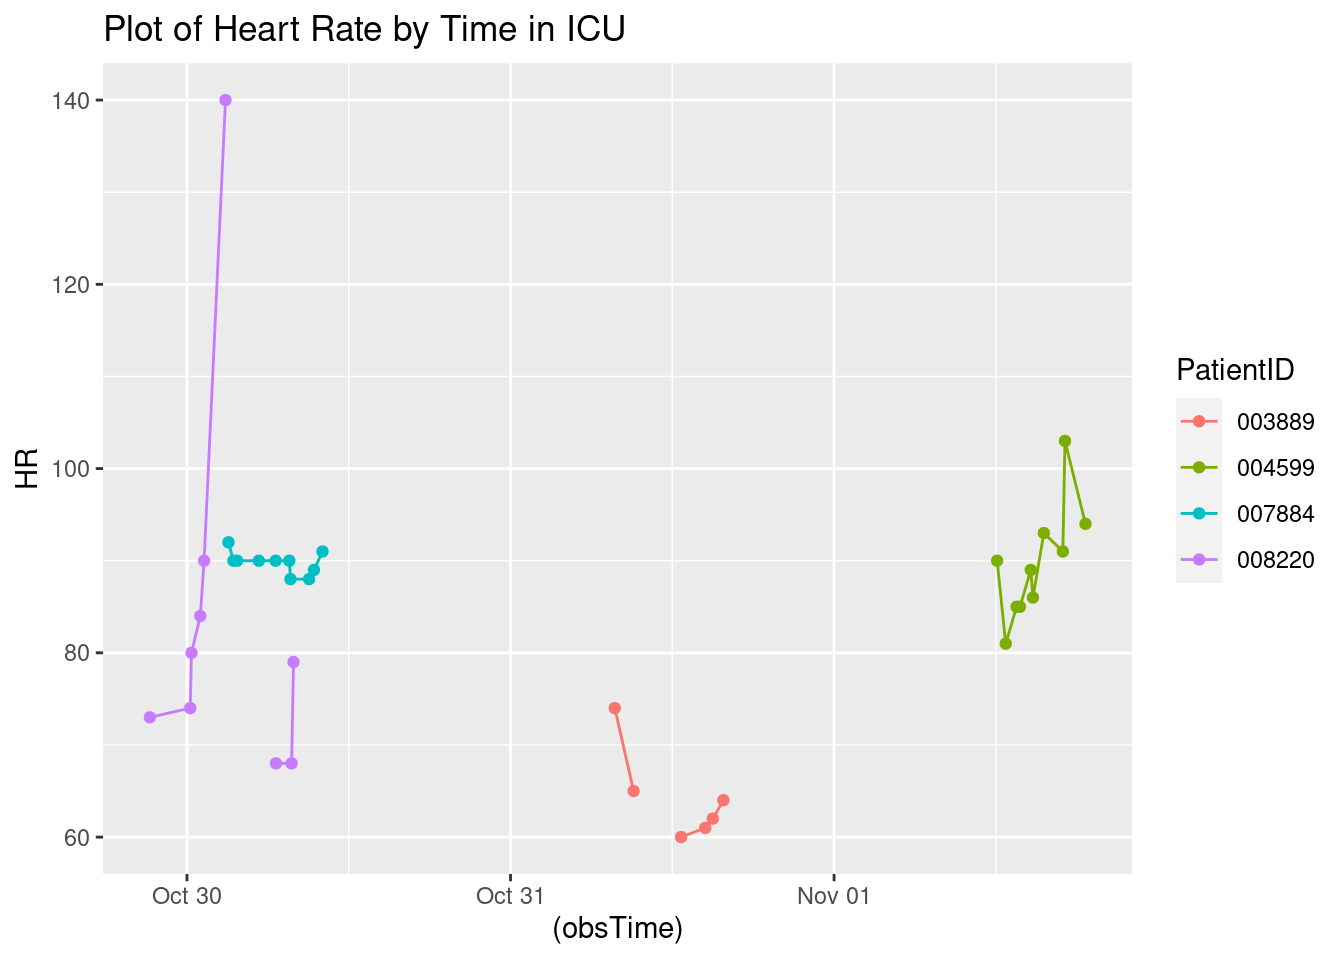 Plot of Heart Rate by Time in ICU
140
120
100
80
60
HR
Oct 30
Oct 31
Nov 01
(obsTime)
PatientID
003889
004599
007884
008220